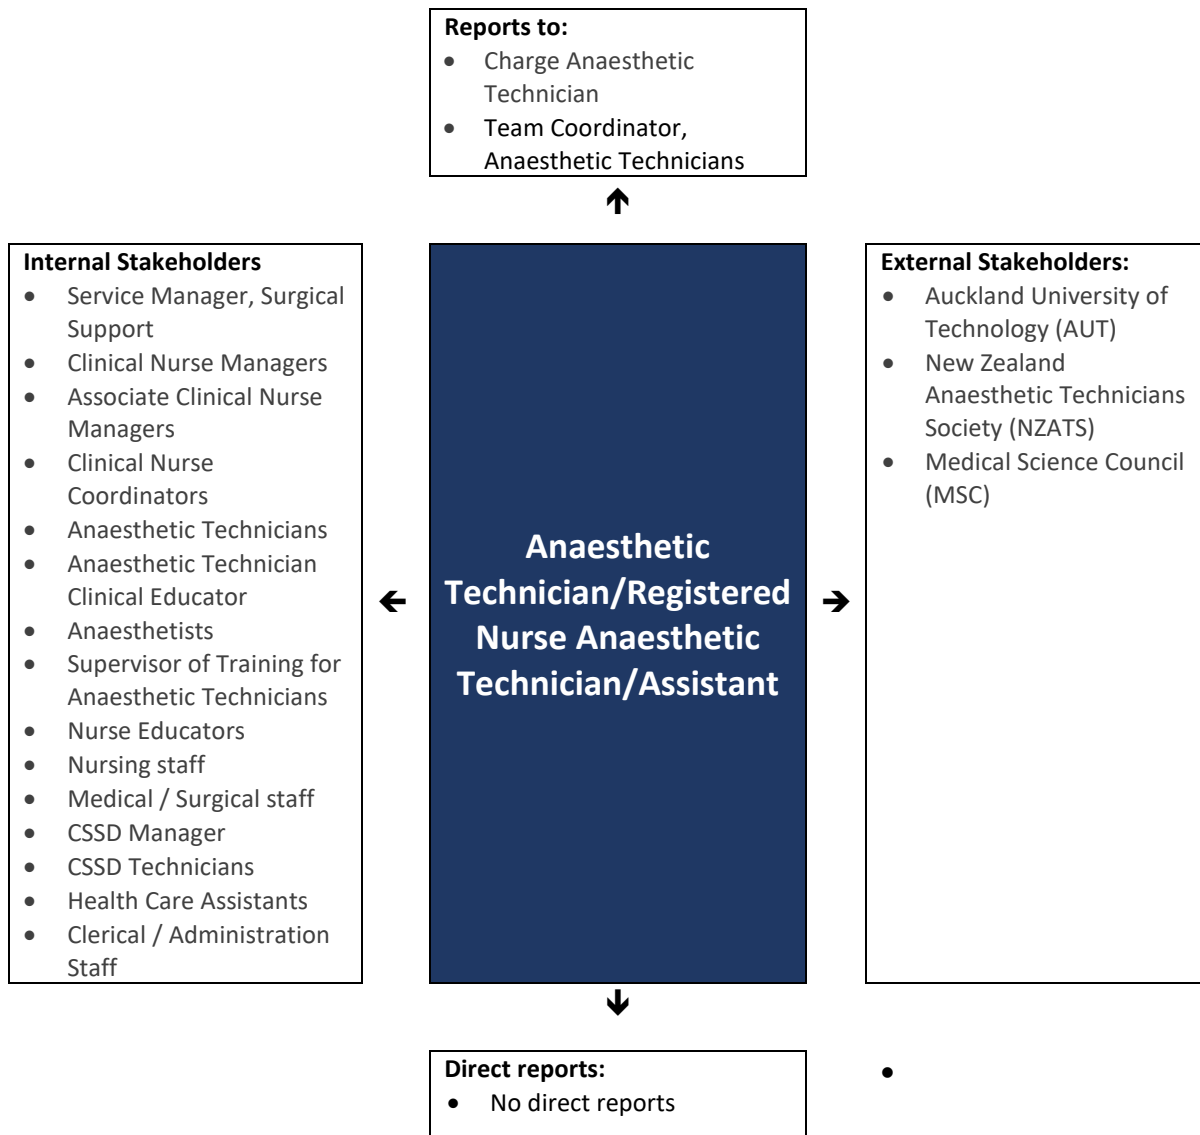 Reports to:
• Charge Anaesthetic
Technician
• Team Coordinator,
Anaesthetic Technicians
↑
Internal Stakeholders
• Service Manager, Surgical
Support
• Clinical Nurse Managers
• Associate Clinical Nurse
Managers
• Clinical Nurse
Coordinators
• Anaesthetic Technicians
• Anaesthetic Technician
Clinical Educator
• Anaesthetists
• Supervisor of Training for
Anaesthetic Technicians
• Nurse Educators
• Nursing staff
• Medical / Surgical staff
• CSSD Manager
• CSSD Technicians
• Health Care Assistants
• Clerical / Administration
Staff
←
Anaesthetic
Technician/Registered
Nurse Anaesthetic
Technician/Assistant
→
External Stakeholders:
• Auckland University of
Technology (AUT)
• New Zealand
Anaesthetic Technicians
Society (NZATS)
• Medical Science Council
(MSC)
↓
Direct reports:
• No direct reports
•